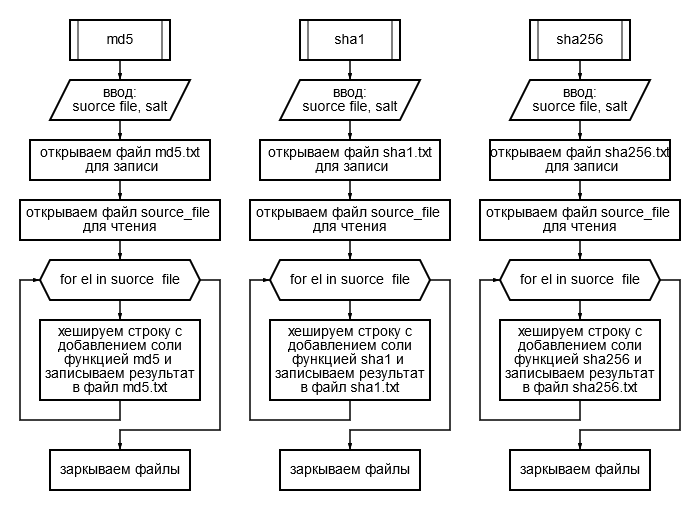 md5
ввод:
suorce file, salt
открываем файл md5.txt
для записи
открываем файл source_file
для чтения
for el in suorce  file
хешируем строку с
добавлением соли
функцией md5 и
записываем результат
в файл md5.txt
заркываем файлы
sha1
ввод:
suorce file, salt
открываем файл sha1.txt
для записи
открываем файл source_file
для чтения
for el in suorce  file
хешируем строку с
добавлением соли
функцией sha1 и
записываем результат
в файл sha1.txt
заркываем файлы
sha256
ввод:
suorce file, salt
открываем файл sha256.txt
для записи
открываем файл source_file
для чтения
for el in suorce  file
хешируем строку с
добавлением соли
функцией sha256 и
записываем результат
в файл sha256.txt
заркываем файлы